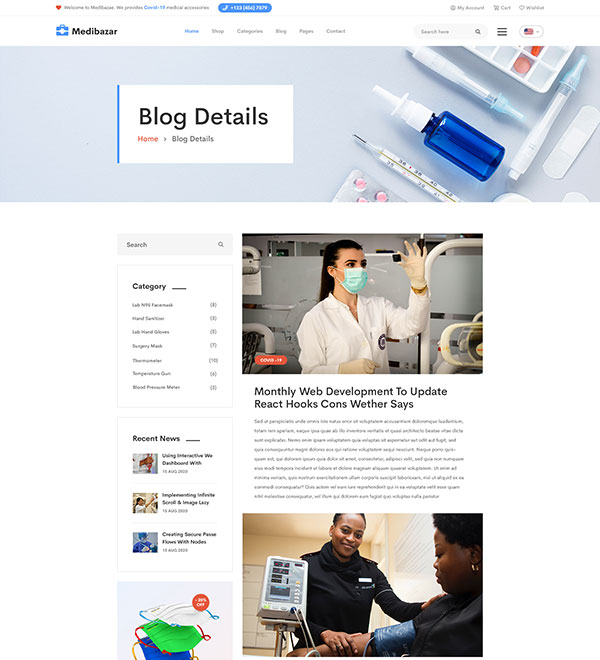 Welcome to Medibazar. We provides Covid-19 medical accessories
+133 (456) 7879
My Account
Cart
Wishlist
Medibazar
Home
Shop
Categories
Blog
Pages
Contact
Search here
Blog Details
Home > Blog Details
Search
Category
Lab N95 Facemask (8)
Hand Sanitizer (3)
Lab Hand Gloves (5)
Surgery Mask (7)
Thermometer (10)
Temperature Gun (6)
Blood Pressure Meter (3)
COVID -19
Monthly Web Development To Update
React Hooks Cons Wether Says
Sed ut perspiciatis unde omnis iste natus error sit voluptatem accusantium doloremque laudantium,
totam rem aperiam, eaque ipsa quae ab illo inventore veritatis et quasi architecto beatae vitae dicta
sunt explicabo. Nemo enim ipsam voluptatem quia voluptas sit aspernatur aut odit aut fugit, sed
quia consequuntur magni dolores eos qui ratione voluptatem sequi nesciunt. Neque porro quis-
quam est, qui dolorem ipsum quia dolor sit amet, consectetur, adipisci velit, sed quia non numquam
eius modi tempora incidunt ut labore et dolore magnam aliquam quaerat voluptatem. Ut enim ad
minima veniam, quis nostrum exercitationem ullam corporis suscipit laboriosam, nisi ut aliquid ex ea
commodi consequatur? Quis autem vel eum iure reprehenderit qui in ea voluptate velit esse quam
nihil molestiae consequatur, vel illum qui dolorem eum fugiat quo voluptas nulla pariatur
Recent News
Using Interactive We
Dashboard With
15 AUG 2020
Implementing Infinite
Scroll & Image Lazy
15 AUG 2020
Creating Secure Passe
Flows With Nodes
15 AUG 2020
- 20%
OFF